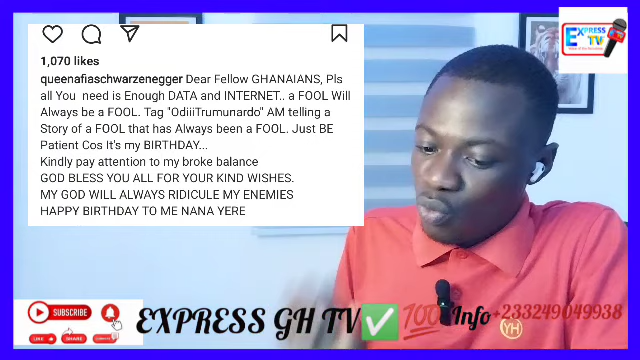 1,070 likes
queenafiaschwarzenegger Dear Fellow GHANAIANS, Pls
all You need is Enough DATA and INTERNET.. a FOOL Will
Always be a FOOL. Tag "OdiiiTrumunardo" AM telling a
Story of a FOOL that has Always been a FOOL. Just BE
Patient Cos It's my BIRTHDAY...
Kindly pay attention to my broke balance
GOD BLESS YOU ALL FOR YOUR KIND WISHES.
MY GOD WILL ALWAYS RIDICULE MY ENEMIES
HAPPY BIRTHDAY TO ME NANA YERE
EXPRESS
TV
SUBSCRIBE
LIKE
SHARE
EXPRESS GH TV✅ 💯 Info+233249049938
YH